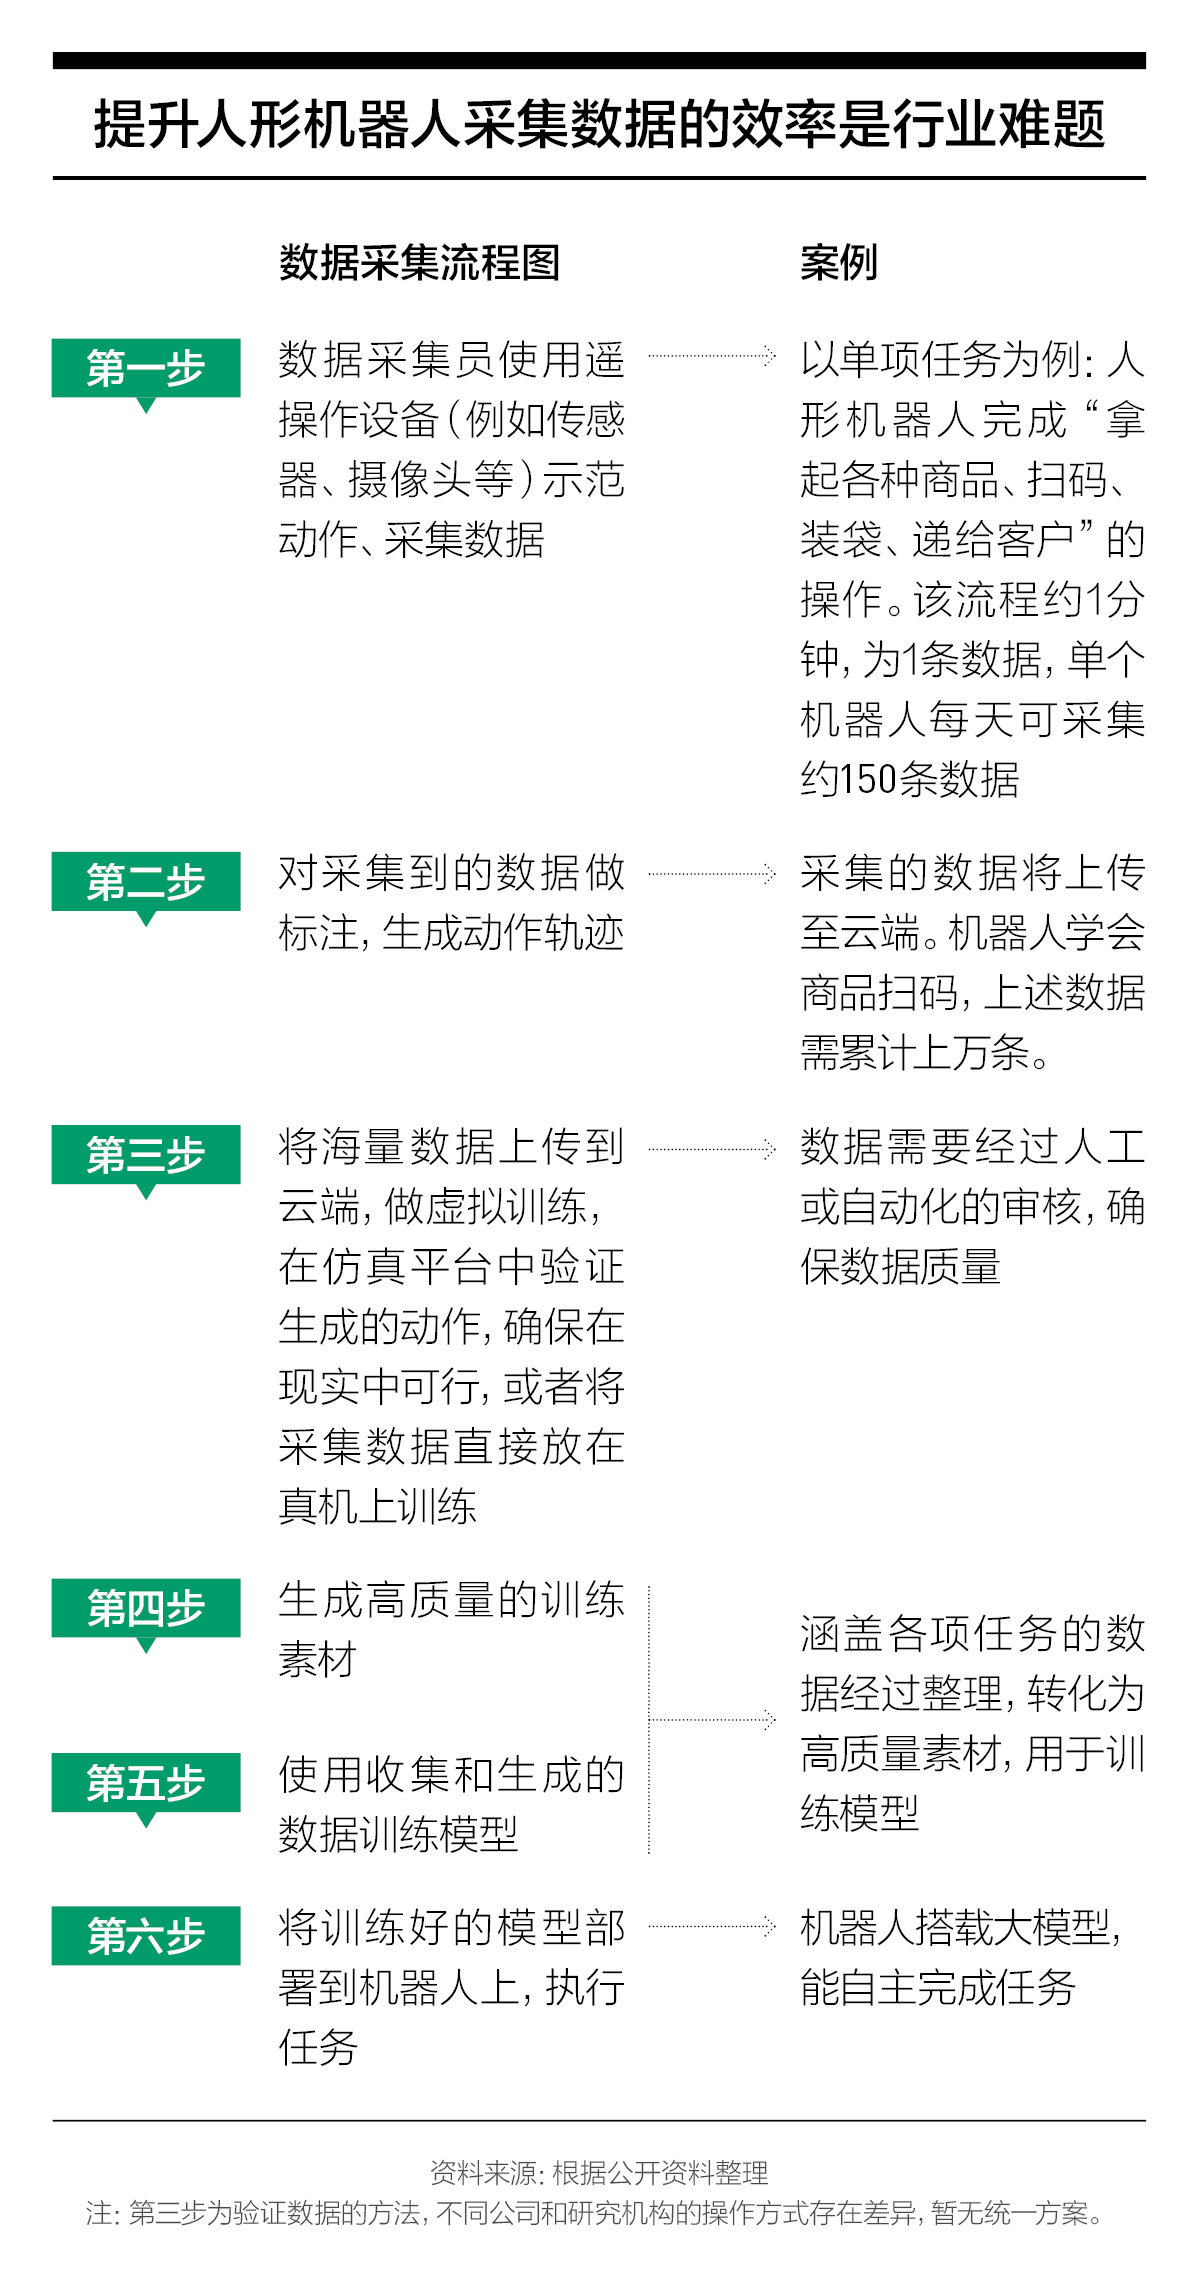 提升人形机器人采集数据的效率是行业难题
数据采集流程图
案例
第一步
数据采集员使用遥
操作设备（例如传感
器、摄像头等）示范
动作、采集数据
以单项任务为例：人
形机器人完成“拿
起各种商品、扫码、
装袋、递给客户”的
操作。该流程约1分
钟，为1条数据，单个
机器人每天可采集
约150条数据
第二步
对采集到的数据做
标注，生成动作轨迹
采集的数据将上传
至云端。机器人学会
商品扫码，上述数据
需累计上万条。
第三步
将海量数据上传到
云端，做虚拟训练，
在仿真平台中验证
生成的动作，确保在
现实中可行，或者将
采集数据直接放在
真机上训练
数据需要经过人工
或自动化的审核，确
保数据质量
第四步
生成高质量的训练
素材
第五步
使用收集和生成的
数据训练模型
涵盖各项任务的数
据经过整理，转化为
高质量素材，用于训
练模型
第六步
将训练好的模型部
署到机器人上，执行
任务
机器人搭载大模型，
能自主完成任务
资料来源：根据公开资料整理
注：第三步为验证数据的方法，不同公司和研究机构的操作方式存在差异，暂无统一方案。